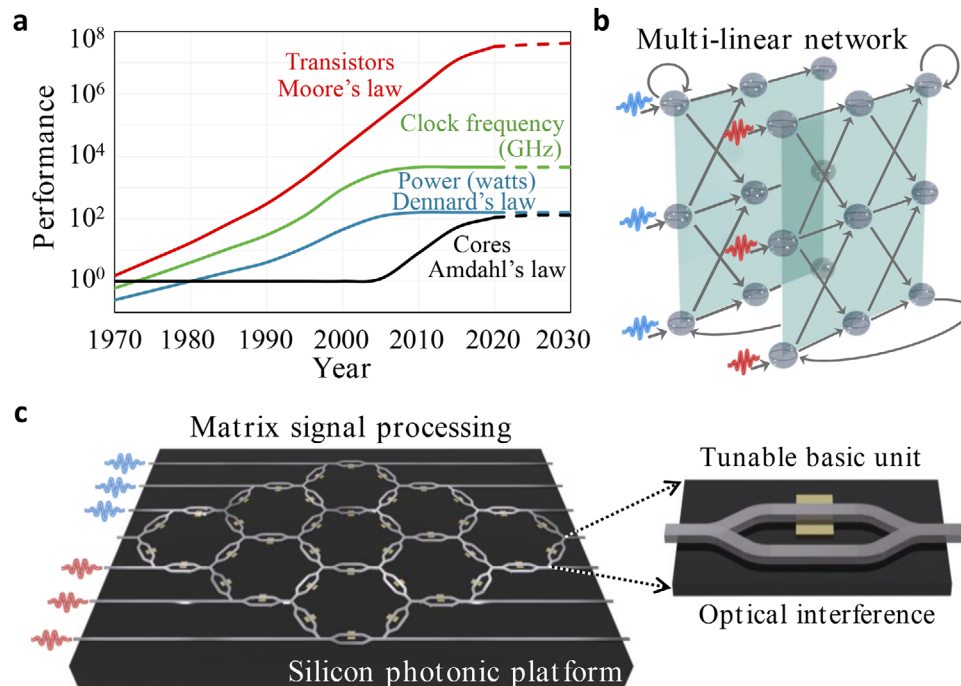 a
10^8
10^6
10^4
10^2
10^0
Performance
Transistors
Moore's law
Clock frequency
(GHz)
Power (watts)
Dennard's law
Cores
Amdahl's law
1970 1980 1990 2000 2010 2020 2030
Year
b
Multi-linear network
c
Matrix signal processing
Silicon photonic platform
Tunable basic unit
Optical interference